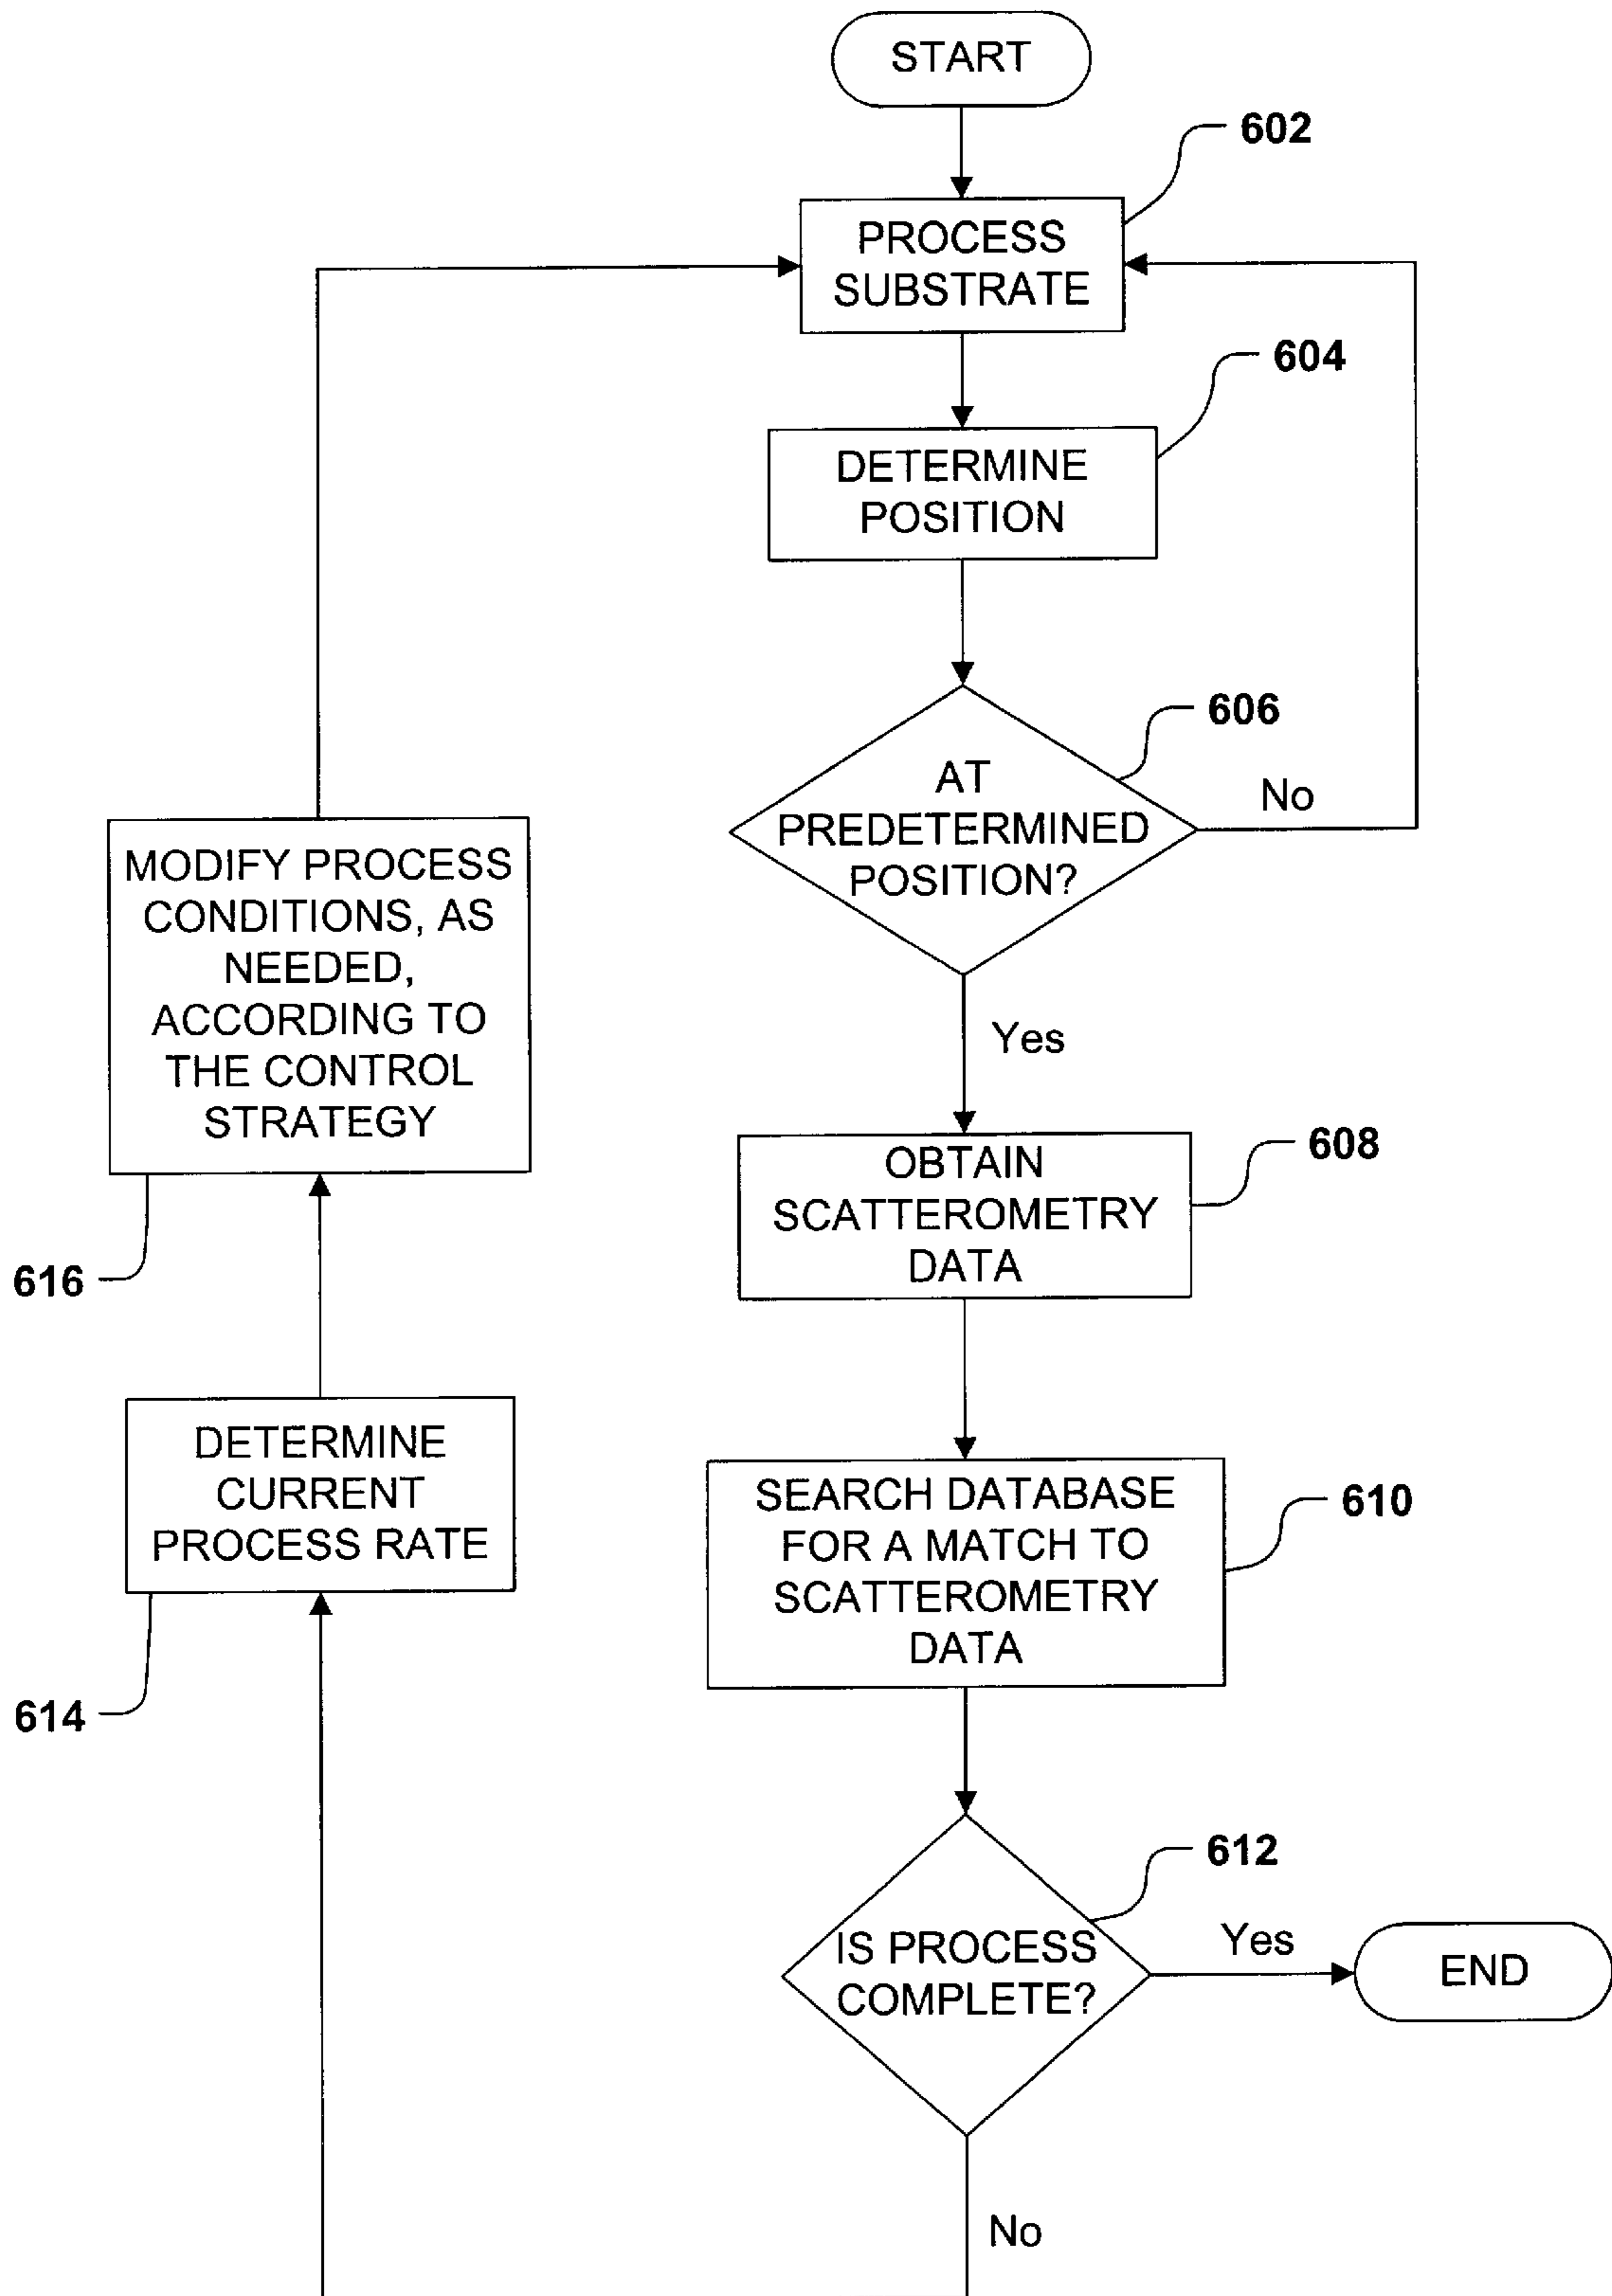 START
602
PROCESS
SUBSTRATE
604
DETERMINE
POSITION
606
AT
PREDETERMINED
POSITION?
No
Yes
608
OBTAIN
SCATTEROMETRY
DATA
610
SEARCH DATABASE
FOR A MATCH TO
SCATTEROMETRY
DATA
612
IS PROCESS
COMPLETE?
Yes
END
No
614
DETERMINE
CURRENT
PROCESS RATE
616
MODIFY PROCESS
CONDITIONS, AS
NEEDED,
ACCORDING TO
THE CONTROL
STRATEGY